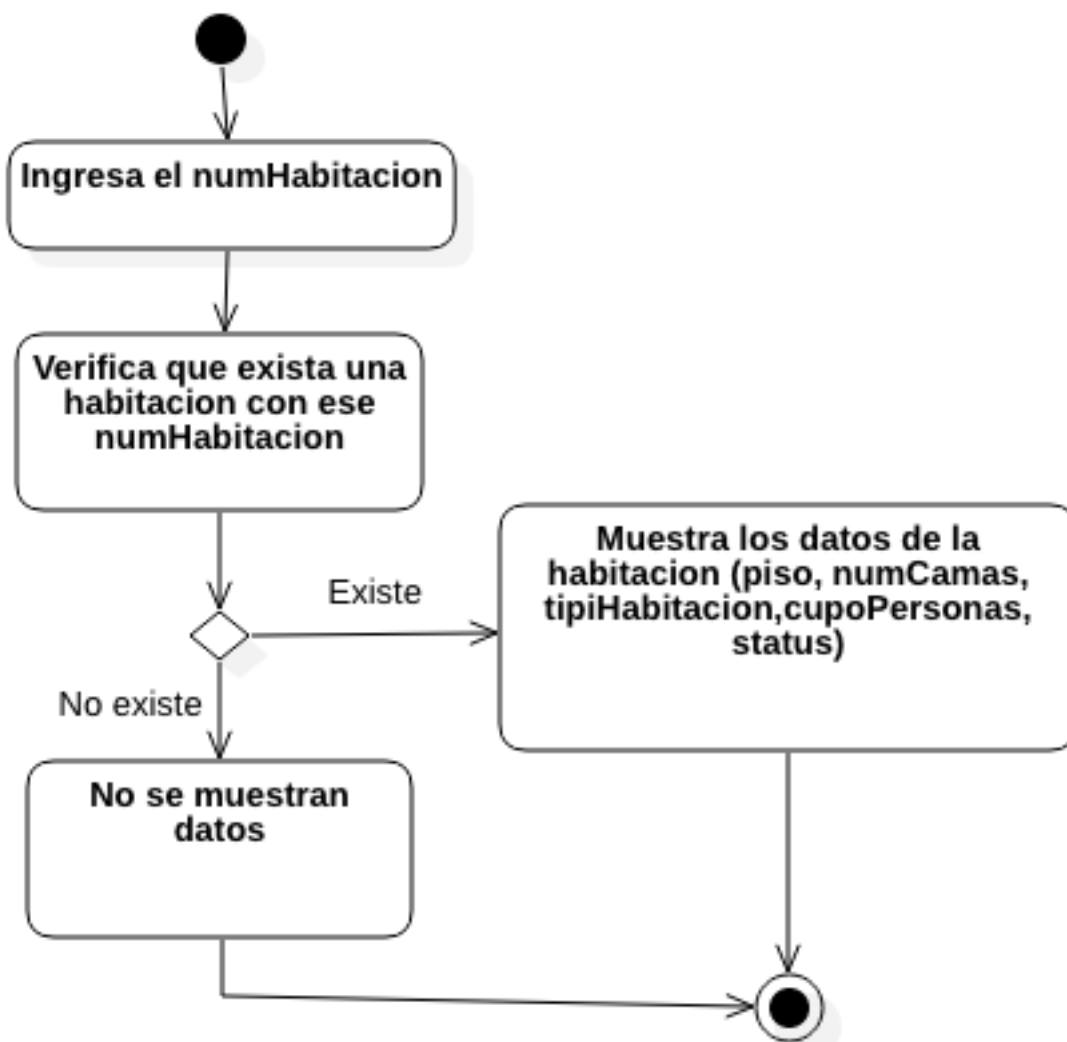 Ingresa el numHabitacion
Verifica que exista una
habitacion con ese
numHabitacion
Existe
Muestra los datos de la
habitacion (piso, numCamas,
tipiHabitacion,cupoPersonas,
status)
No existe
No se muestran
datos